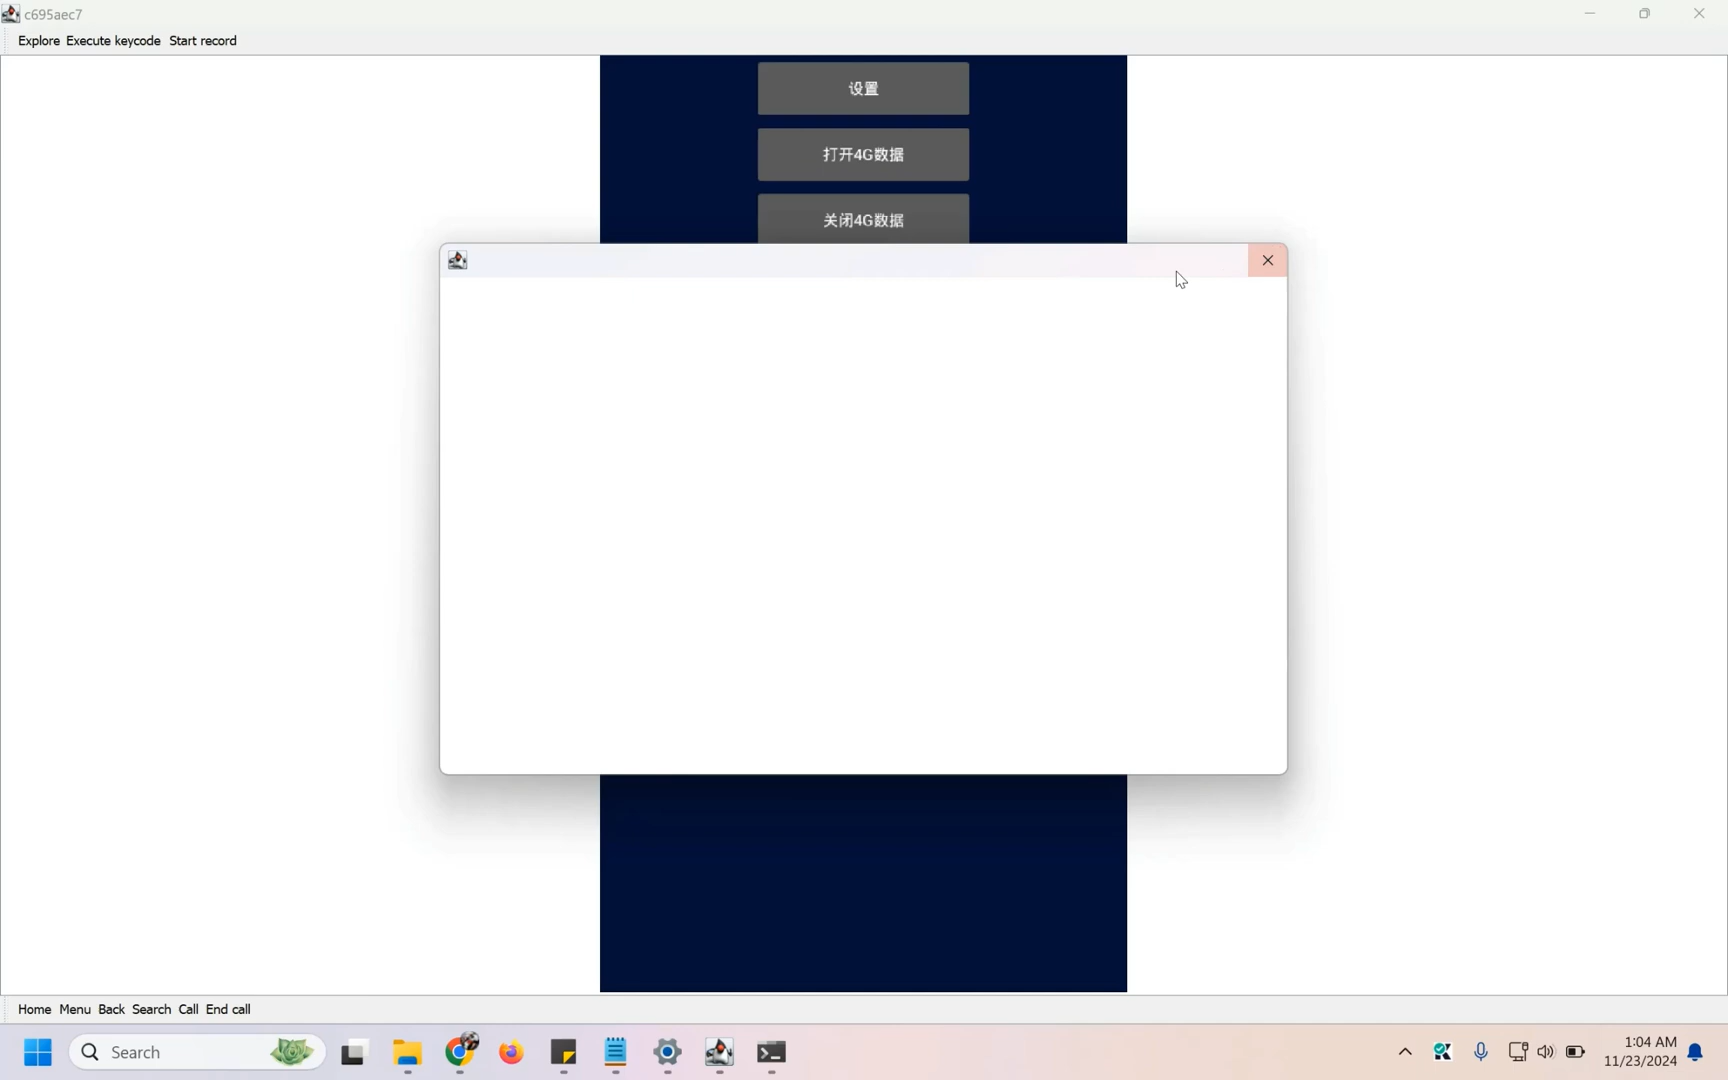 c695aec7
Explore Execute keycode Start record
设置
打开4G数据
关闭4G数据
Home Menu Back Search Call End call
Search
1:04 AM
11/23/2024